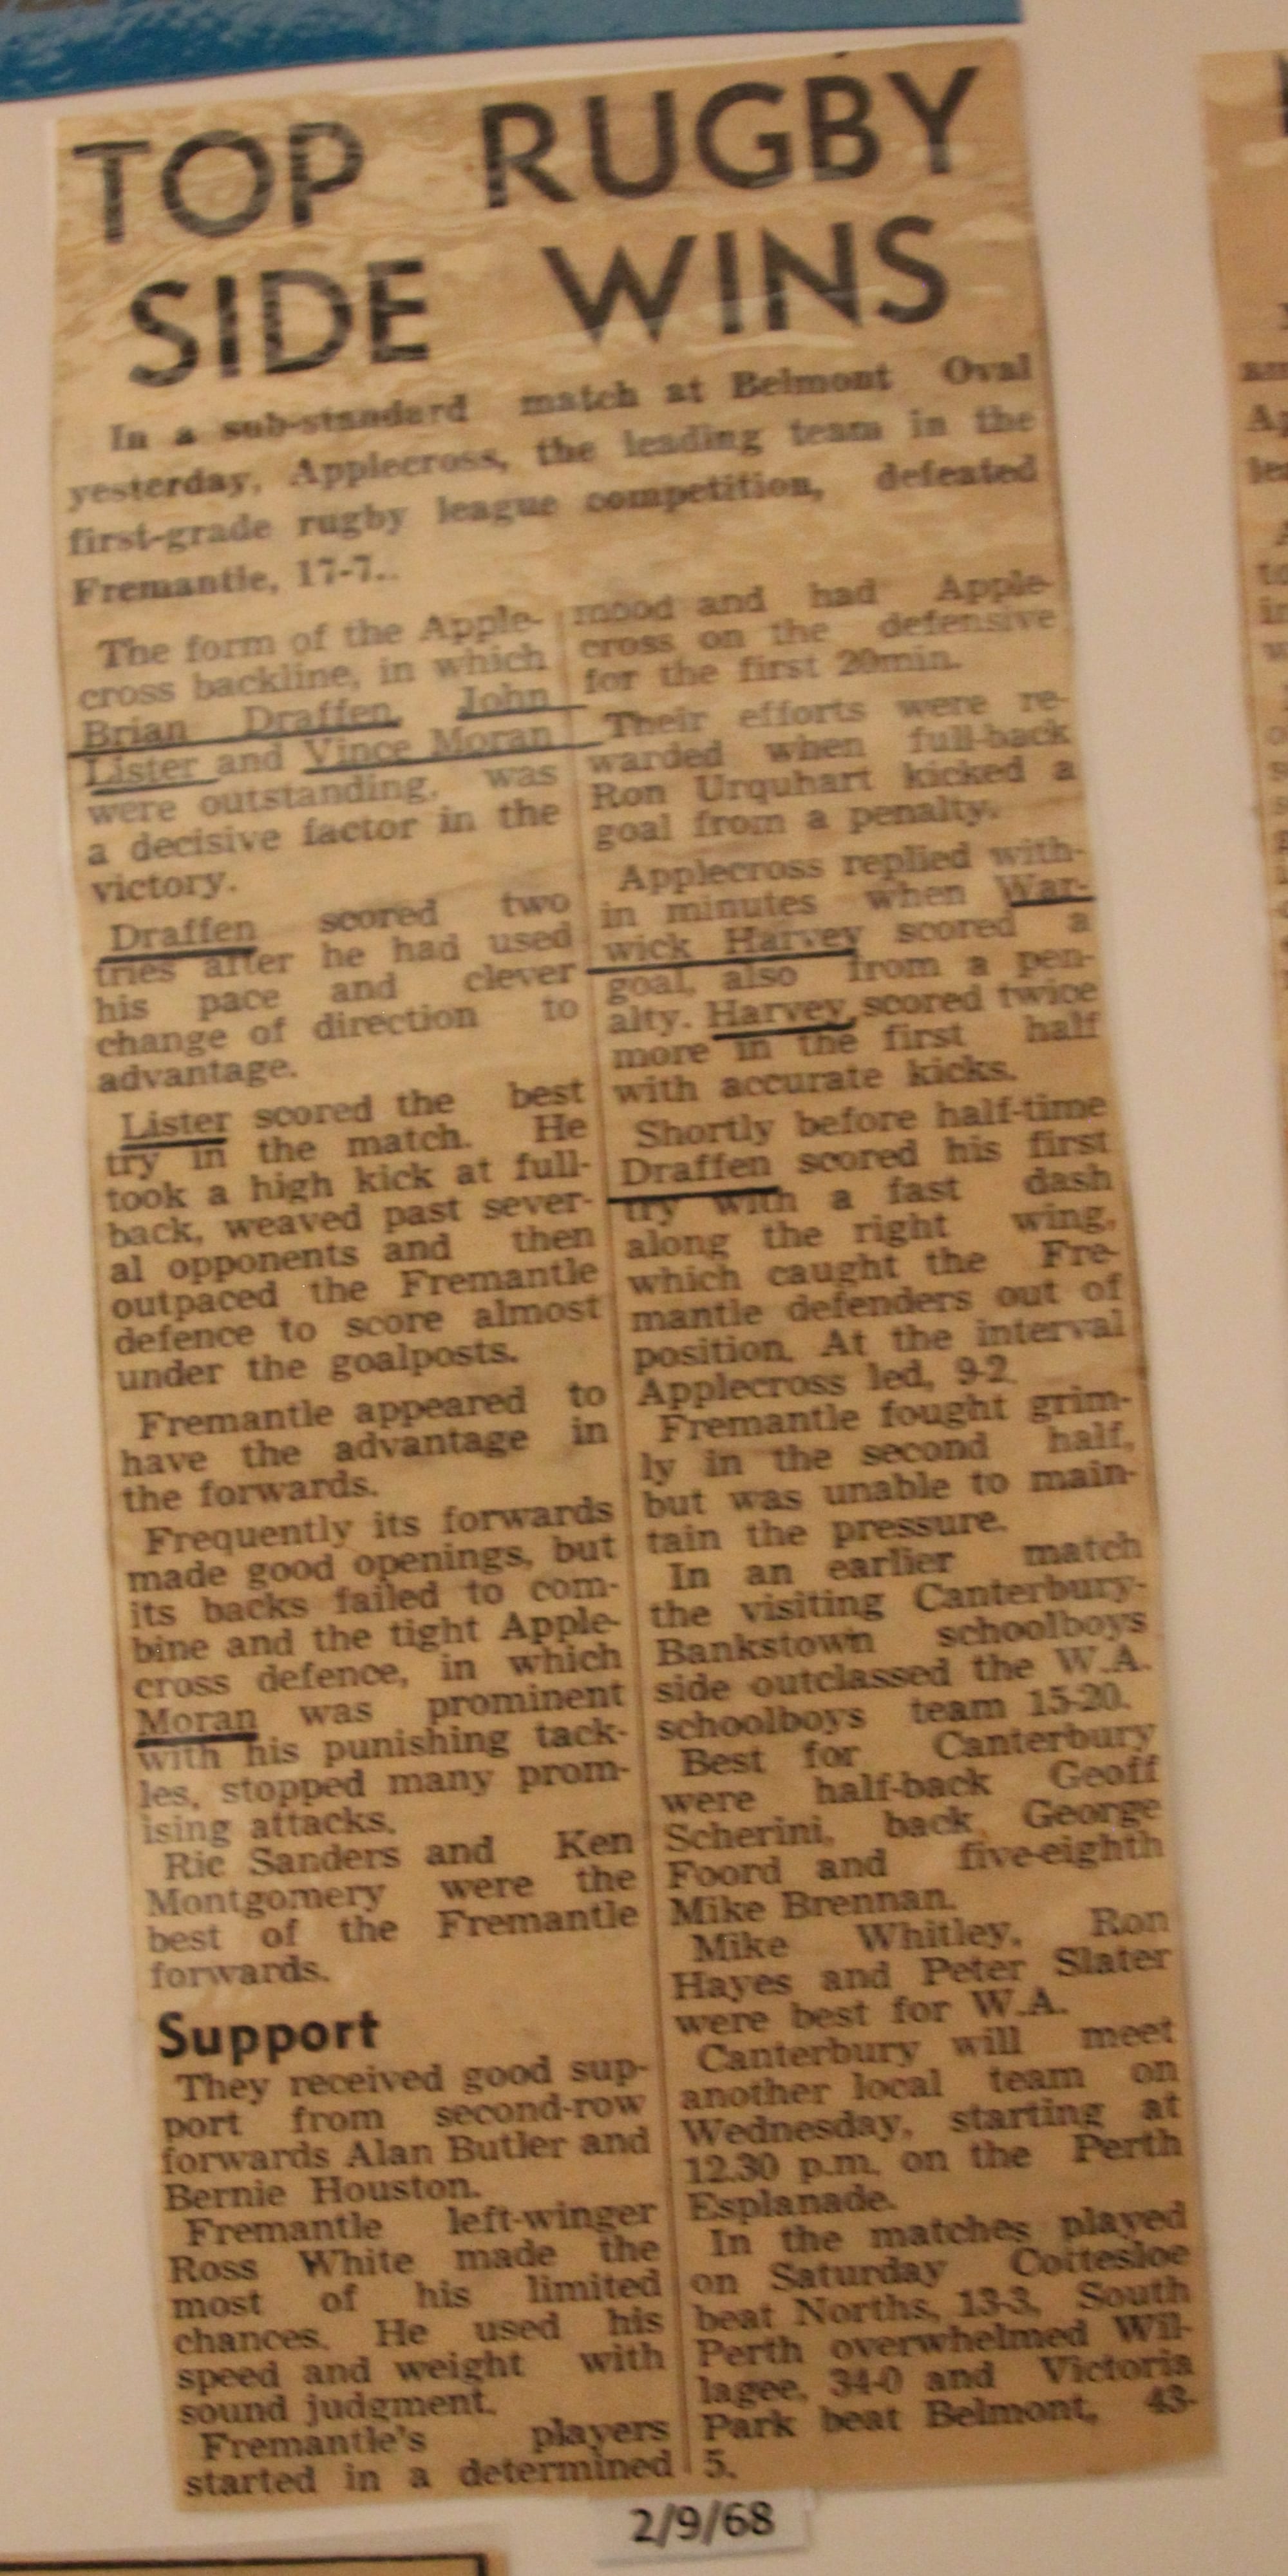 TOP RUGBY
SIDE WINS
In a sub-standard match at Belmont Oval
yesterday, Applecross, the leading team in the
first-grade rugby league competition, defeated
Fremantle, 17-7..
The form of the Apple-
cross backline, in which
Brian Draffen, John
Lister and Vince Moran
were outstanding, was
a decisive factor in the
victory.
Draffen scored two
tries after he had used
his pace and clever
change of direction to
advantage.
Lister scored the best
try in the match. He
took a high kick at full-
back, weaved past sever-
al opponents and then
outpaced the Fremantle
defence to score almost
under the goalposts.
Fremantle appeared to
have the advantage in
the forwards.
Frequently its forwards
made good openings, but
its backs failed to com-
bine and the tight Apple-
cross defence, in which
Moran was prominent
with his punishing tack-
les, stopped many prom-
ising attacks.
Ric Sanders and Ken
Montgomery were the
best of the Fremantle
forwards.
Support
They received good sup-
port from second-row
forwards Alan Butler and
Bernie Houston.
Fremantle left-winger
Ross White made the
most of his limited
chances. He used his
speed and weight with
sound judgment.
Fremantle's players
started in a determined
mood and had Apple-
cross on the defensive
for the first 20min.
Their efforts were re-
warded when full-back
Ron Urquhart kicked a
goal from a penalty.
Applecross replied with-
in minutes when War-
wick Harvey scored a
goal, also from a pen-
alty. Harvey scored twice
more in the first half
with accurate kicks.
Shortly before half-time
Draffen scored his first
try with a fast dash
along the right wing,
which caught the Fre-
mantle defenders out of
position. At the interval
Applecross led, 9-2.
Fremantle fought grim-
ly in the second half,
but was unable to main-
tain the pressure.
In an earlier match
the visiting Canterbury-
Bankstown schoolboys
side outclassed the W.A.
schoolboys team 15-20.
Best for Canterbury
were half-back Geoff
Scherini, back George
Foord and five-eighth
Mike Brennan.
Mike Whitley, Ron
Hayes and Peter Slater
were best for W.A.
Canterbury will meet
another local team on
Wednesday, starting at
12.30 p.m. on the Perth
Esplanade.
In the matches played
on Saturday Cottesloe
beat Norths, 13-3, South
Perth overwhelmed Wil-
lagee, 34-0 and Victoria
Park beat Belmont, 43-
5.
2/9/68